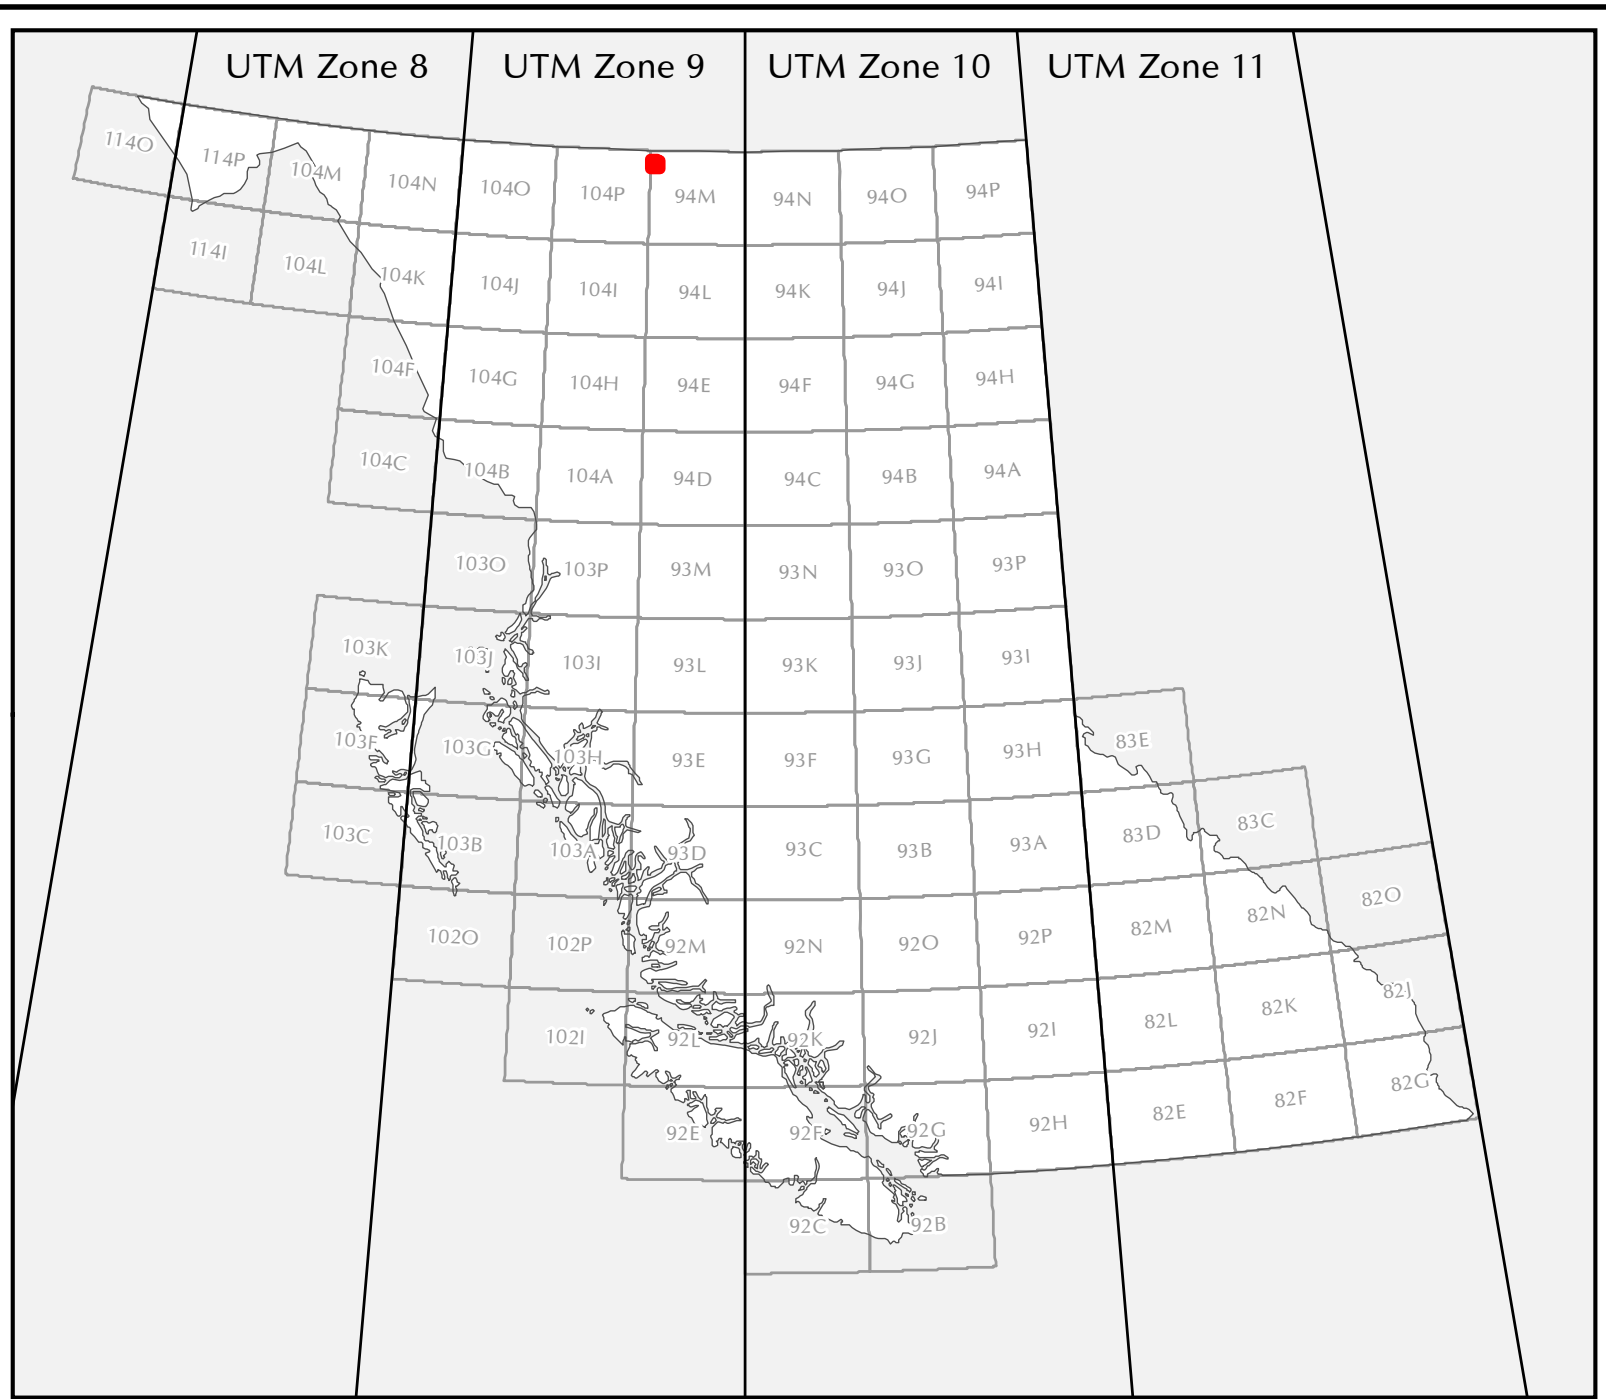 UTM Zone 8 UTM Zone 9 UTM Zone 10 UTM Zone 11
114O 114P 104M 104N 104O 104P 94M 94N 94O 94P
114I 104L 104K 104J 104I 94L 94K 94J 94I
104F 104G 104H 94E 94F 94G 94H
104C 104B 104A 94D 94C 94B 94A
103O 103P 93M 93N 93O 93P
103K 103J 103I 93L 93K 93J 93I
103F 103G 103H 93E 93F 93G 93H 83E
103C 103B 103A 93D 93C 93B 93A 83D 83C
102O 102P 92M 92N 92O 92P 82M 82N 82O
102I 92L 92K 92J 92I 82L 82K 82J
92E 92F 92G 92H 82E 82F 82G
92C 92B